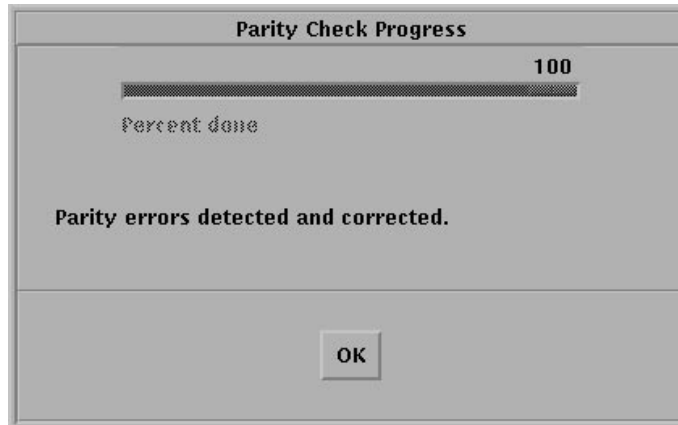 Parity Check Progress
100
Percent done
Parity errors detected and corrected.
OK